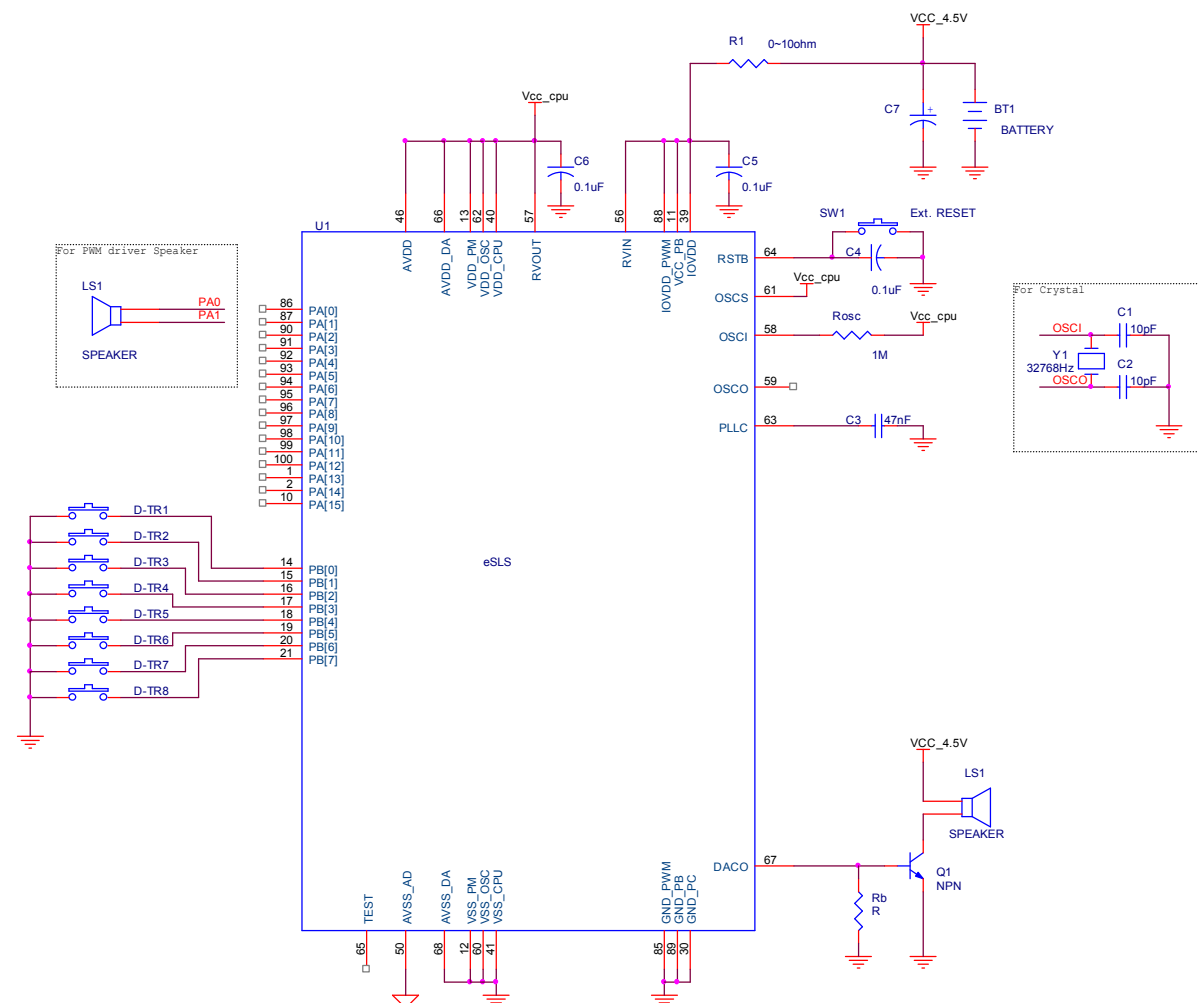 VCC_4.5V
R1
0~10ohm
C7
+
BT1
BATTERY
Vcc_cpu
C6
0.1uF
C5
0.1uF
46
66
13
62
40
57
56
88
11
39
U1
AVDD
AVDD_DA
VDD_PM
VDD_OSC
VDD_CPU
RVOUT
RVIN
IOVDD_PWM
VCC_PB
IOVDD
SW1
Ext. RESET
RSTB
64
C4
0.1uF
OSCS
61
Vcc_cpu
OSCI
58
Rosc
1M
Vcc_cpu
OSCO
59
PLLC
63
C3
47nF
For PWM driver Speaker
LS1
PA0
PA1
SPEAKER
For Crystal
OSCI
C1
10pF
Y1
32768Hz
C2
OSCO
10pF
86
PA[0]
87
PA[1]
90
PA[2]
91
PA[3]
92
PA[4]
93
PA[5]
94
PA[6]
95
PA[7]
96
PA[8]
97
PA[9]
98
PA[10]
99
PA[11]
100
PA[12]
1
PA[13]
2
PA[14]
10
PA[15]
D-TR1
D-TR2
D-TR3
D-TR4
D-TR5
D-TR6
D-TR7
D-TR8
14
PB[0]
15
PB[1]
16
PB[2]
17
PB[3]
18
PB[4]
19
PB[5]
20
PB[6]
21
PB[7]
eSLS
VCC_4.5V
LS1
SPEAKER
DACO
67
Q1
NPN
Rb
R
TEST
AVSS_AD
AVSS_DA
VSS_PM
VSS_OSC
VSS_CPU
GND_PWM
GND_PB
GND_PC
65
50
68
12
60
41
85
89
30